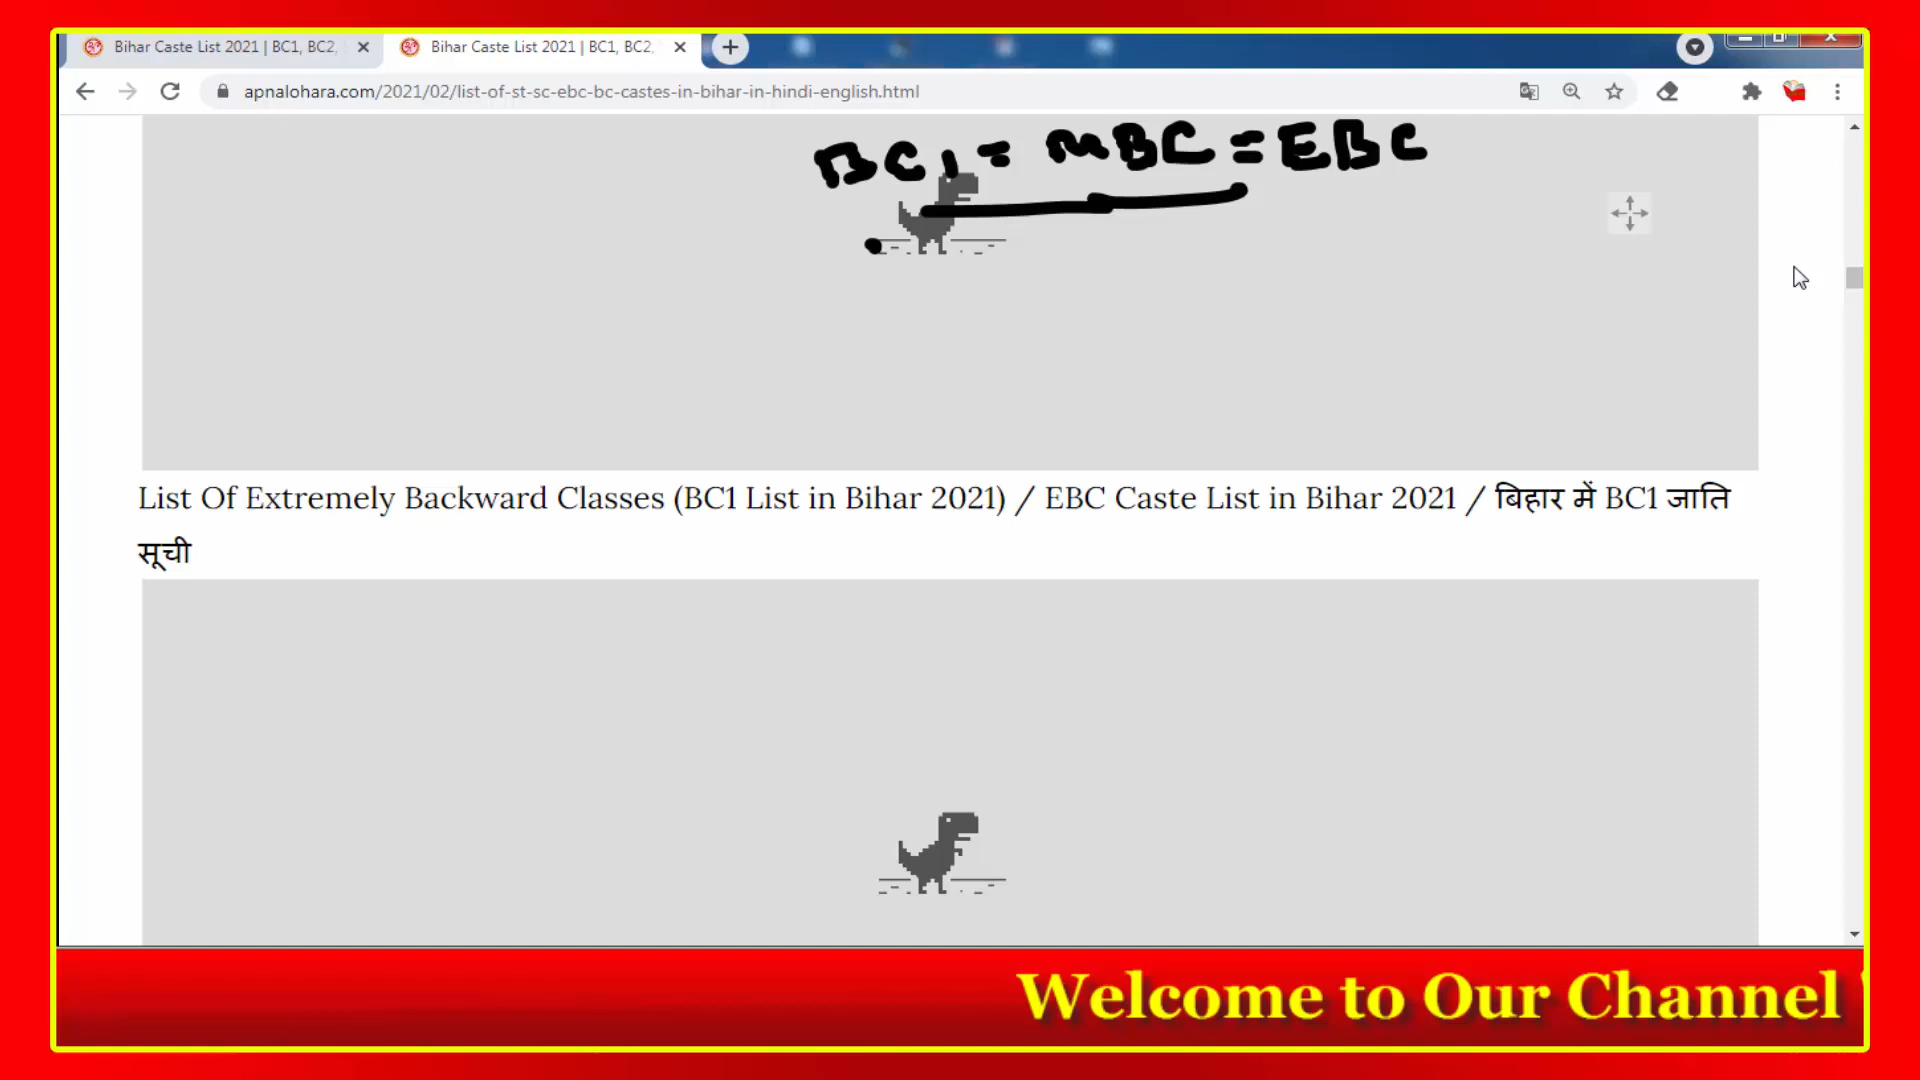 Bihar Caste List 2021 | BC1, BC2, Bihar Caste List 2021 | BC1, BC2,
apnalohara.com/2021/02/list-of-st-sc-ebc-bc-castes-in-bihar-in-hindi-english.html
BC1 = MBC = EBC
List Of Extremely Backward Classes (BC1 List in Bihar 2021) / EBC Caste List in Bihar 2021 / बिहार में BC1 जाति
सूची
Welcome to Our Channel